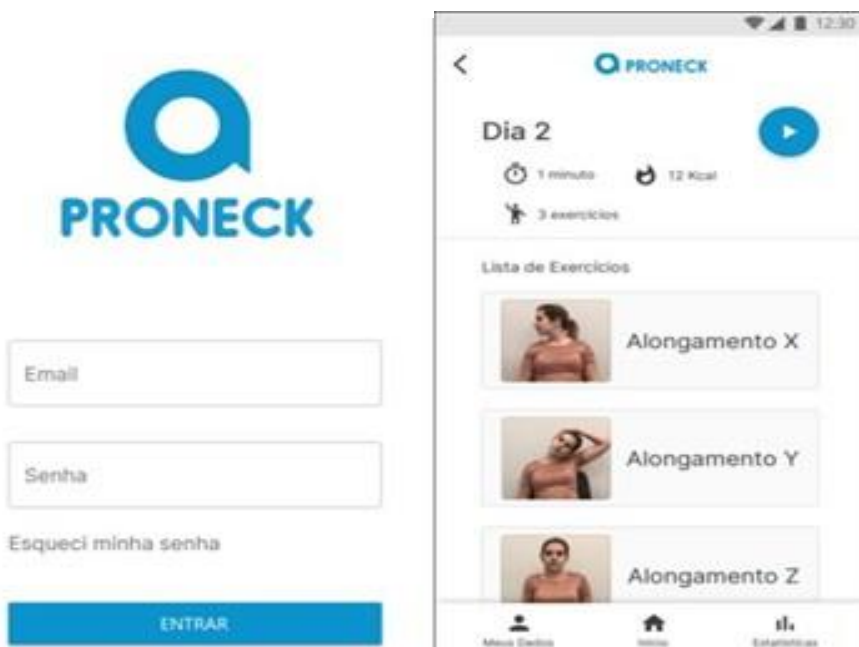 PRONECK
Email
Senha
Esqueci minha senha
ENTRAR
12:30
PRONECK
Dia 2
1 minuto
12 Kcal
3 exercícios
Lista de Exercícios
Alongamento X
Alongamento Y
Alongamento Z
Meus Dados
Início
Estatísticas